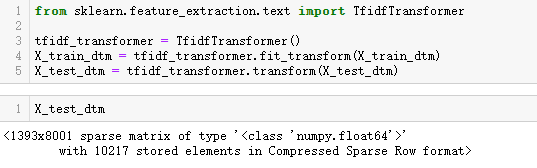 1 from sklearn.feature_extraction.text import TfidfTransformer
2
3 tfidf_transformer = TfidfTransformer()
4 X_train_dtm = tfidf_transformer.fit_transform(X_train_dtm)
5 X_test_dtm = tfidf_transformer.transform(X_test_dtm)
1 X_test_dtm
<1393x8001 sparse matrix of type '<class 'numpy.float64'>'
with 10217 stored elements in Compressed Sparse Row format>